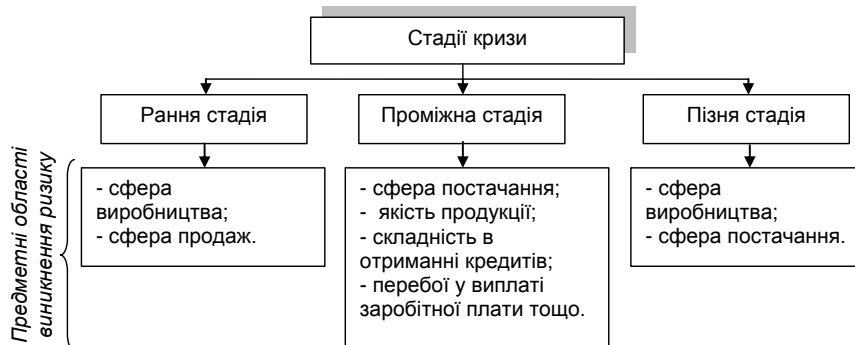 Стадії кризи
Рання стадія
Проміжна стадія
Пізня стадія
Предметні області
виникнення ризику
- сфера
виробництва;
- сфера продаж.
- сфера постачання;
- якість продукції;
- складність в
отриманні кредитів;
- перебої у виплаті
заробітної плати тощо.
- сфера
виробництва;
- сфера постачання.